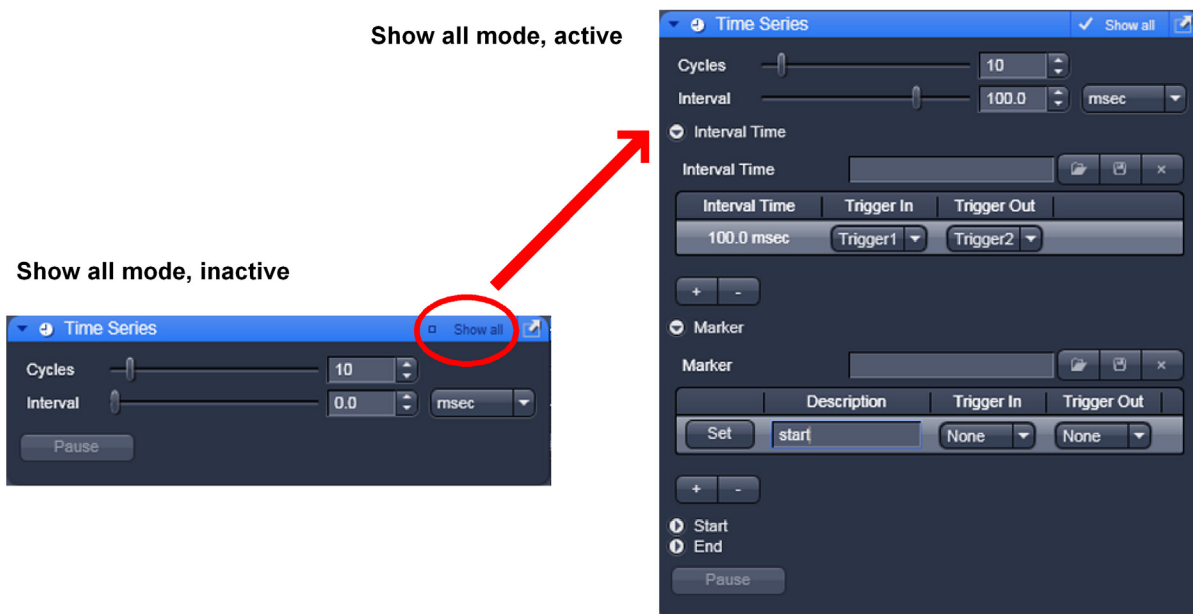 Show all mode, active
Show all mode, inactive
Time Series Show all
Cycles 10
Interval 0.0 msec
Pause
Time Series Show all
Cycles 10
Interval 100.0 msec
Interval Time
Interval Time
Interval Time Trigger In Trigger Out
100.0 msec Trigger1 Trigger2
+ -
Marker
Marker
Description Trigger In Trigger Out
Set start None None
+ -
Start
End
Pause